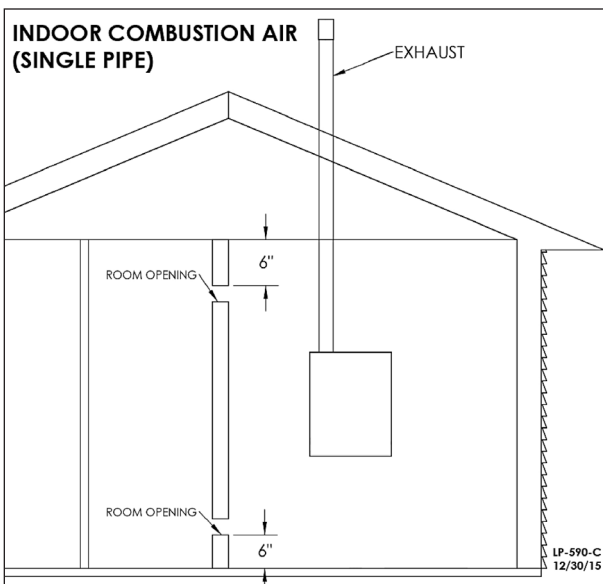 INDOOR COMBUSTION AIR
(SINGLE PIPE)
EXHAUST
6"
ROOM OPENING
ROOM OPENING
6"
LP-590-C
12/30/15